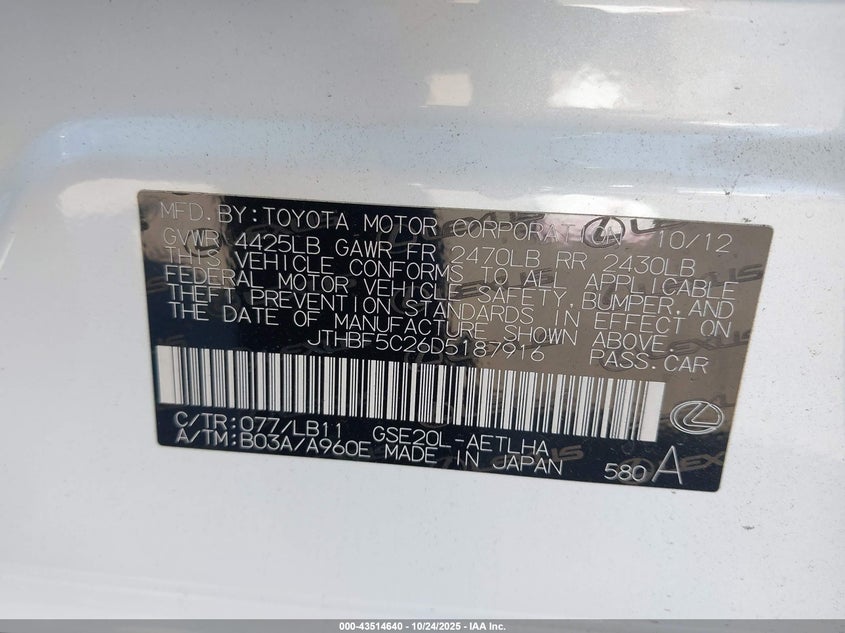 MFD. BY: TOYOTA MOTOR CORPORATION 10/12
GVWR 4425LB GAWR FR 2470LB RR 2430LB
THIS VEHICLE CONFORMS TO ALL APPLICABLE
FEDERAL MOTOR VEHICLE SAFETY, BUMPER, AND
THEFT PREVENTION STANDARDS IN EFFECT ON
THE DATE OF MANUFACTURE SHOWN ABOVE.
JTHBF5C26D5187916 PASS. CAR
C/TR: 077/LB11 GSE20L-AETLHA
A/TM: B03A/A960E MADE IN JAPAN 580 A
LEXUS
000-43514640 - 10/24/2025 - IAA Inc.